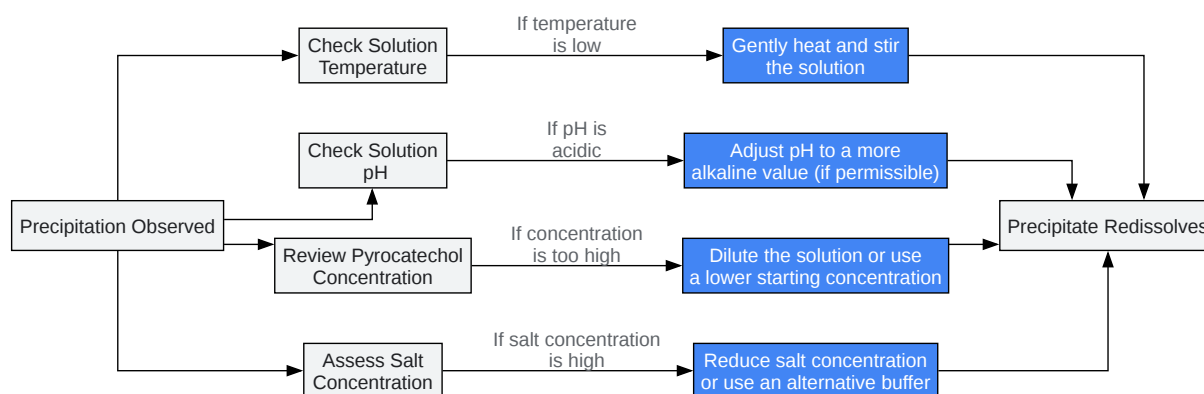 Precipitation Observed
Check Solution
Temperature
If temperature
is low
Gently heat and stir
the solution
Check Solution
pH
If pH is
acidic
Adjust pH to a more
alkaline value (if permissible)
Review Pyrocatechol
Concentration
If concentration
is too high
Dilute the solution or use
a lower starting concentration
Assess Salt
Concentration
If salt concentration
is high
Reduce salt concentration
or use an alternative buffer
Precipitate Redissolves